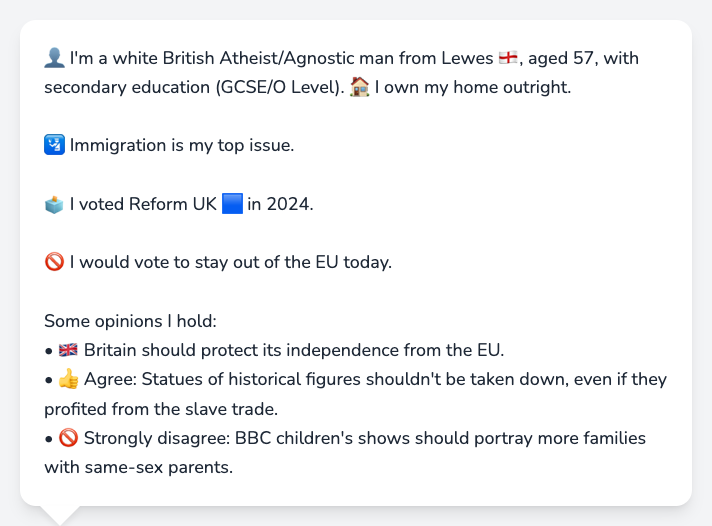 👤 I'm a white British Atheist/Agnostic man from Lewes 🏴󠁧󠁢󠁥󠁮󠁧󠁿, aged 57, with
secondary education (GCSE/O Level). 🏠 I own my home outright.
🛂 Immigration is my top issue.
🗳️ I voted Reform UK 🟦 in 2024.
🚫 I would vote to stay out of the EU today.
Some opinions I hold:
• 🇬🇧 Britain should protect its independence from the EU.
• 👍 Agree: Statues of historical figures shouldn't be taken down, even if they
profited from the slave trade.
• 🚫 Strongly disagree: BBC children's shows should portray more families
with same-sex parents.